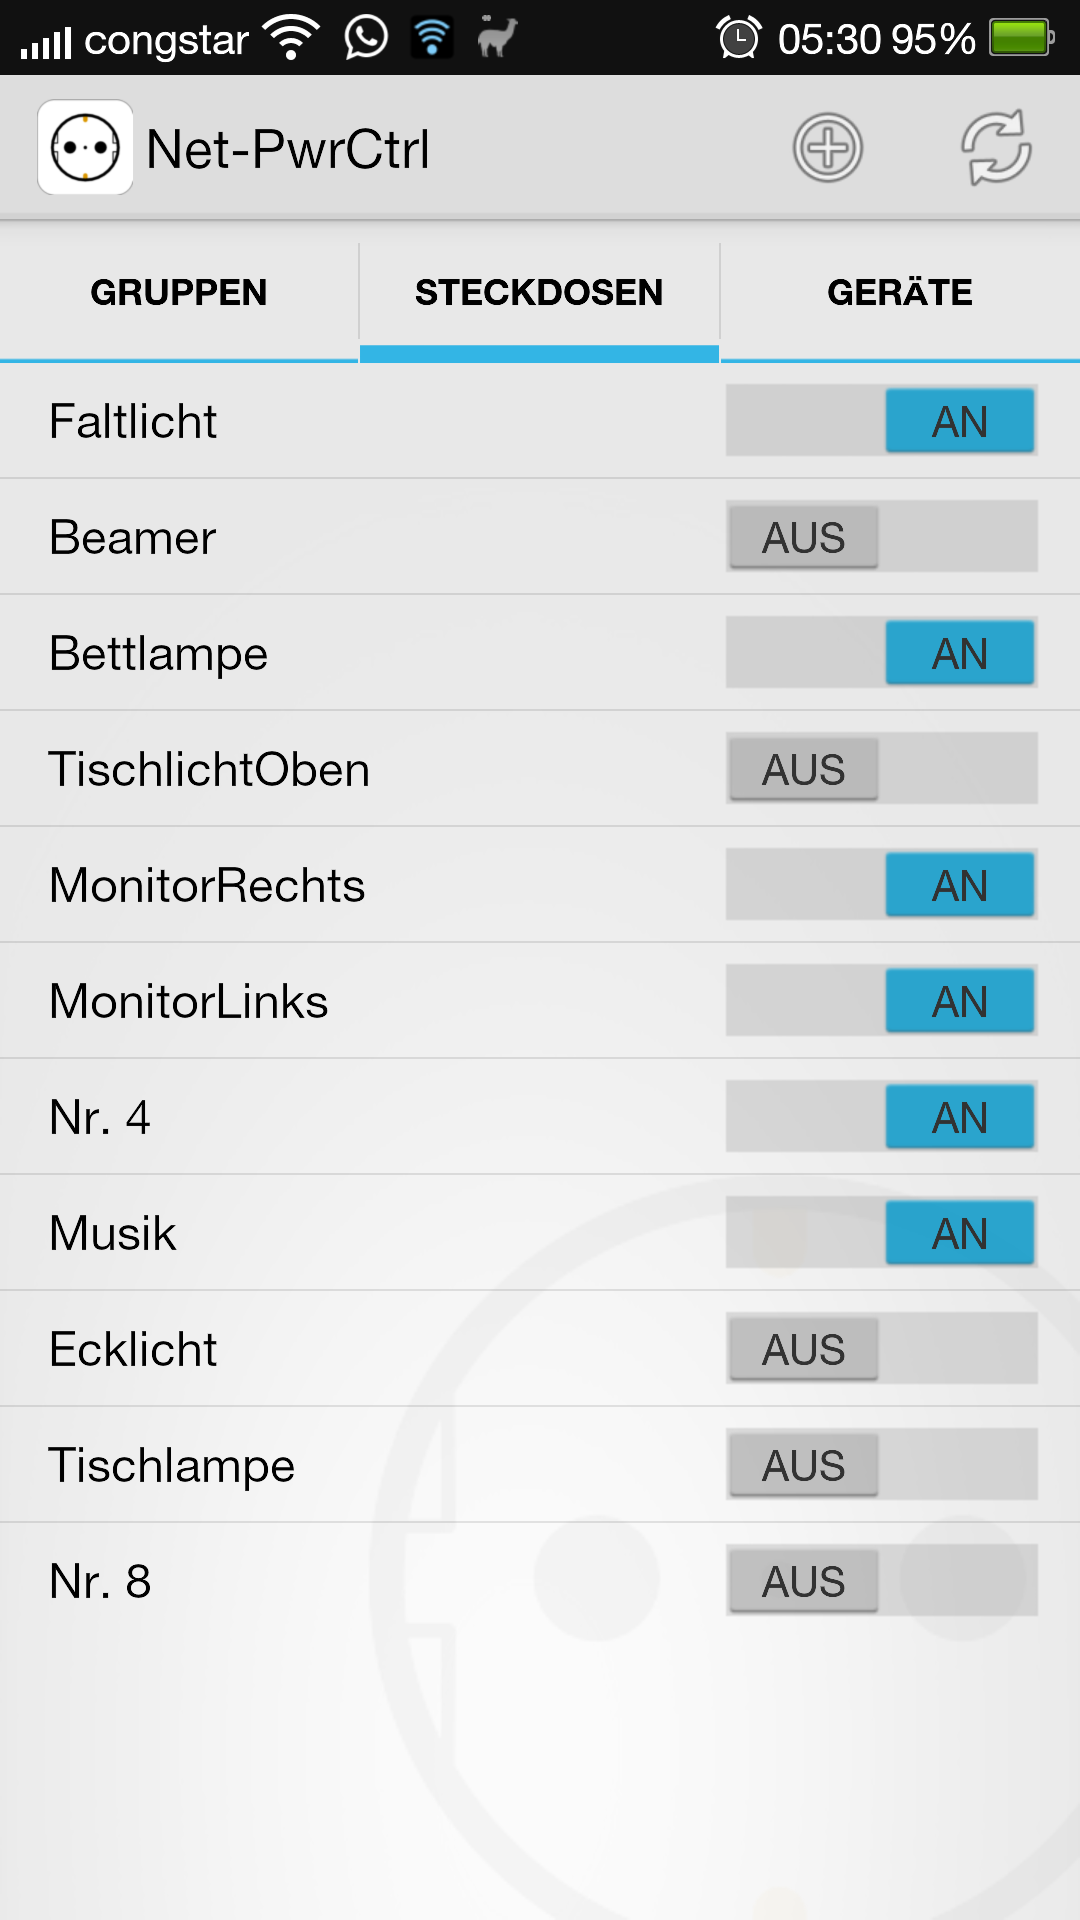 congstar 05:30 95%
Net-PwrCtrl
GRUPPEN STECKDOSEN GERÄTE
Faltlicht AN
Beamer AUS
Bettlampe AN
TischlichtOben AUS
MonitorRechts AN
MonitorLinks AN
Nr. 4 AN
Musik AN
Ecklicht AUS
Tischlampe AUS
Nr. 8 AUS